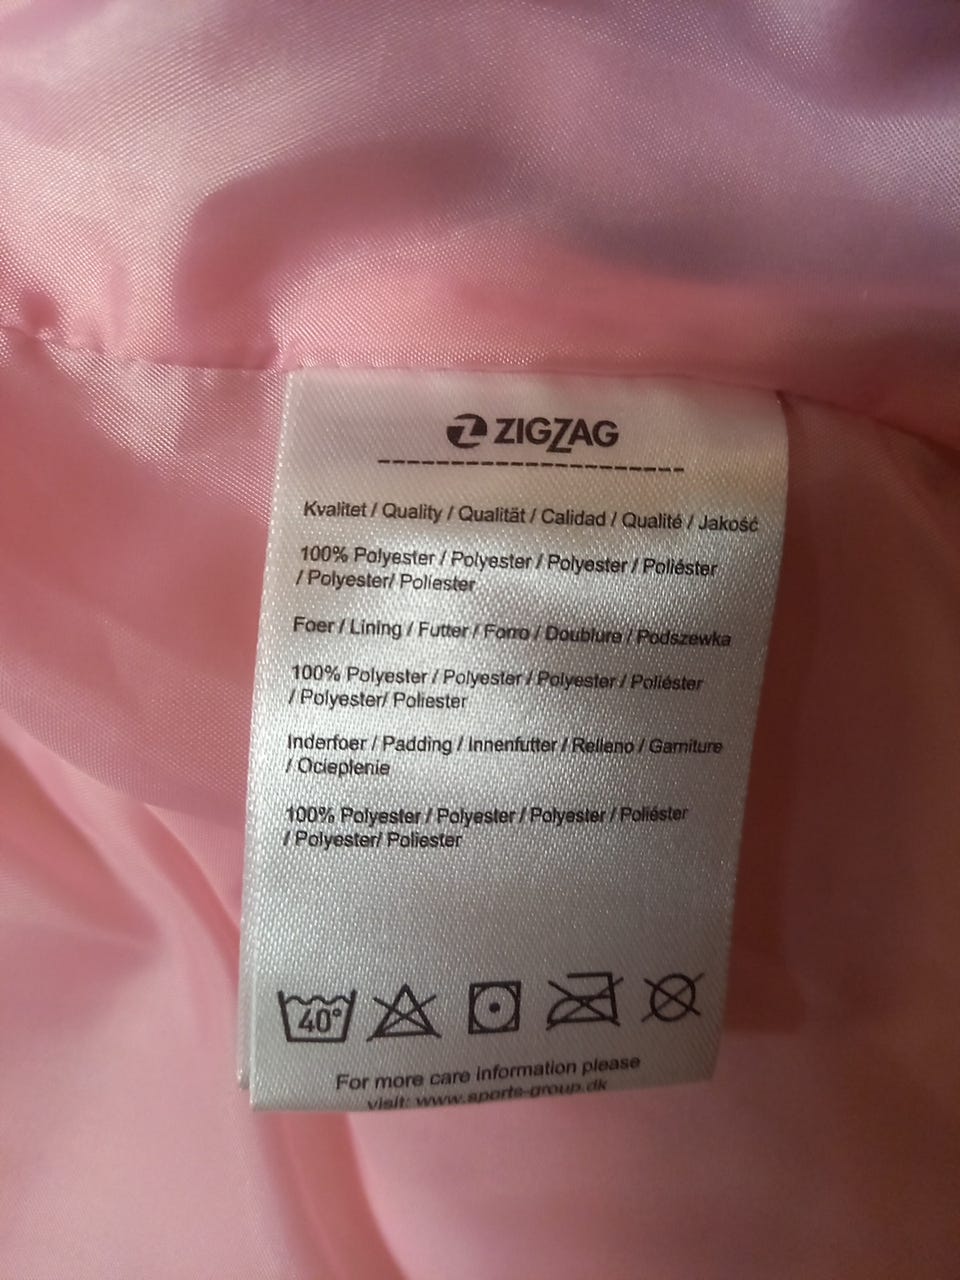 ZIGZAG
Kvalitet / Quality / Qualität / Calidad / Qualité / Jakość
100% Polyester / Polyester / Polyester / Poliéster
/ Polyester/ Poliester
Foer / Lining / Futter / Forro / Doublure / Podszewka
100% Polyester / Polyester / Polyester / Poliéster
/ Polyester/ Poliester
Inderfoer / Padding / Innenfutter / Relleno / Garniture
/ Ocieplenie
100% Polyester / Polyester / Polyester / Poliéster
/ Polyester/ Poliester
40°
For more care information please
visit: www.sports-group.dk